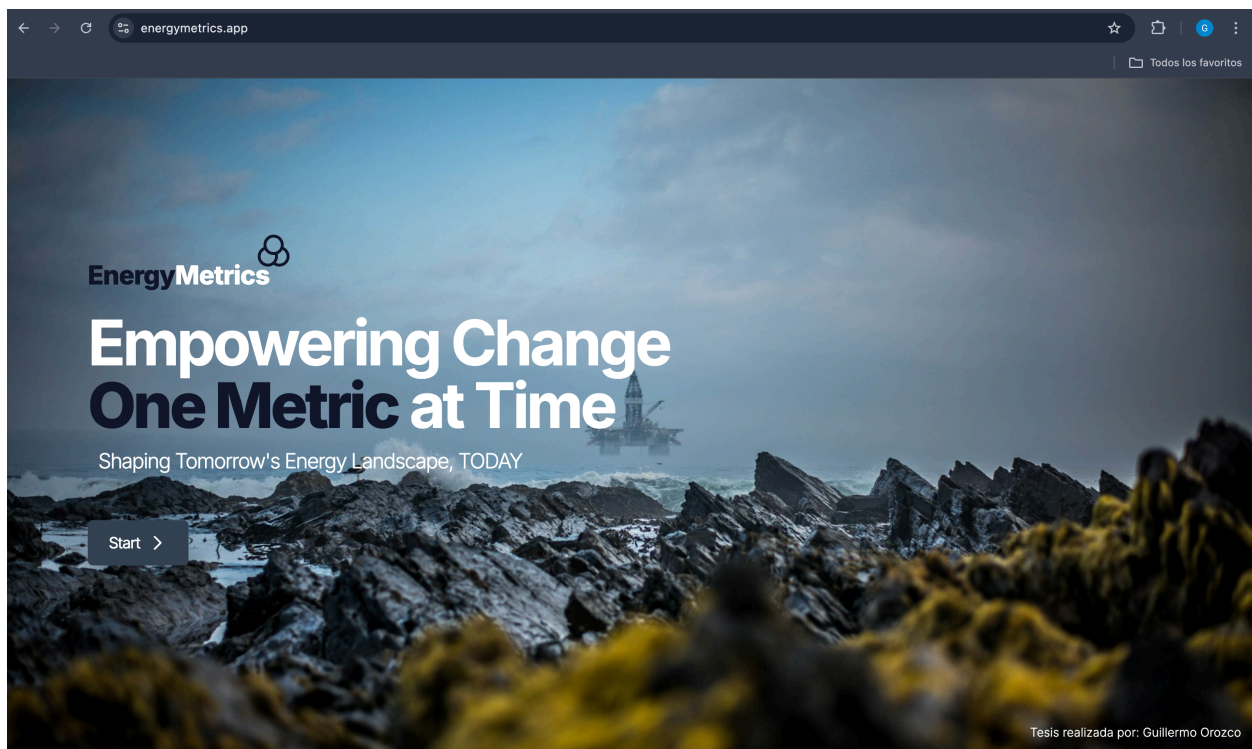 energymetrics.app
G
Todos los favoritos
EnergyMetrics
Empowering Change
One Metric at Time
Shaping Tomorrow's Energy Landscape, TODAY
Start
Tesis realizada por: Guillermo Orozco